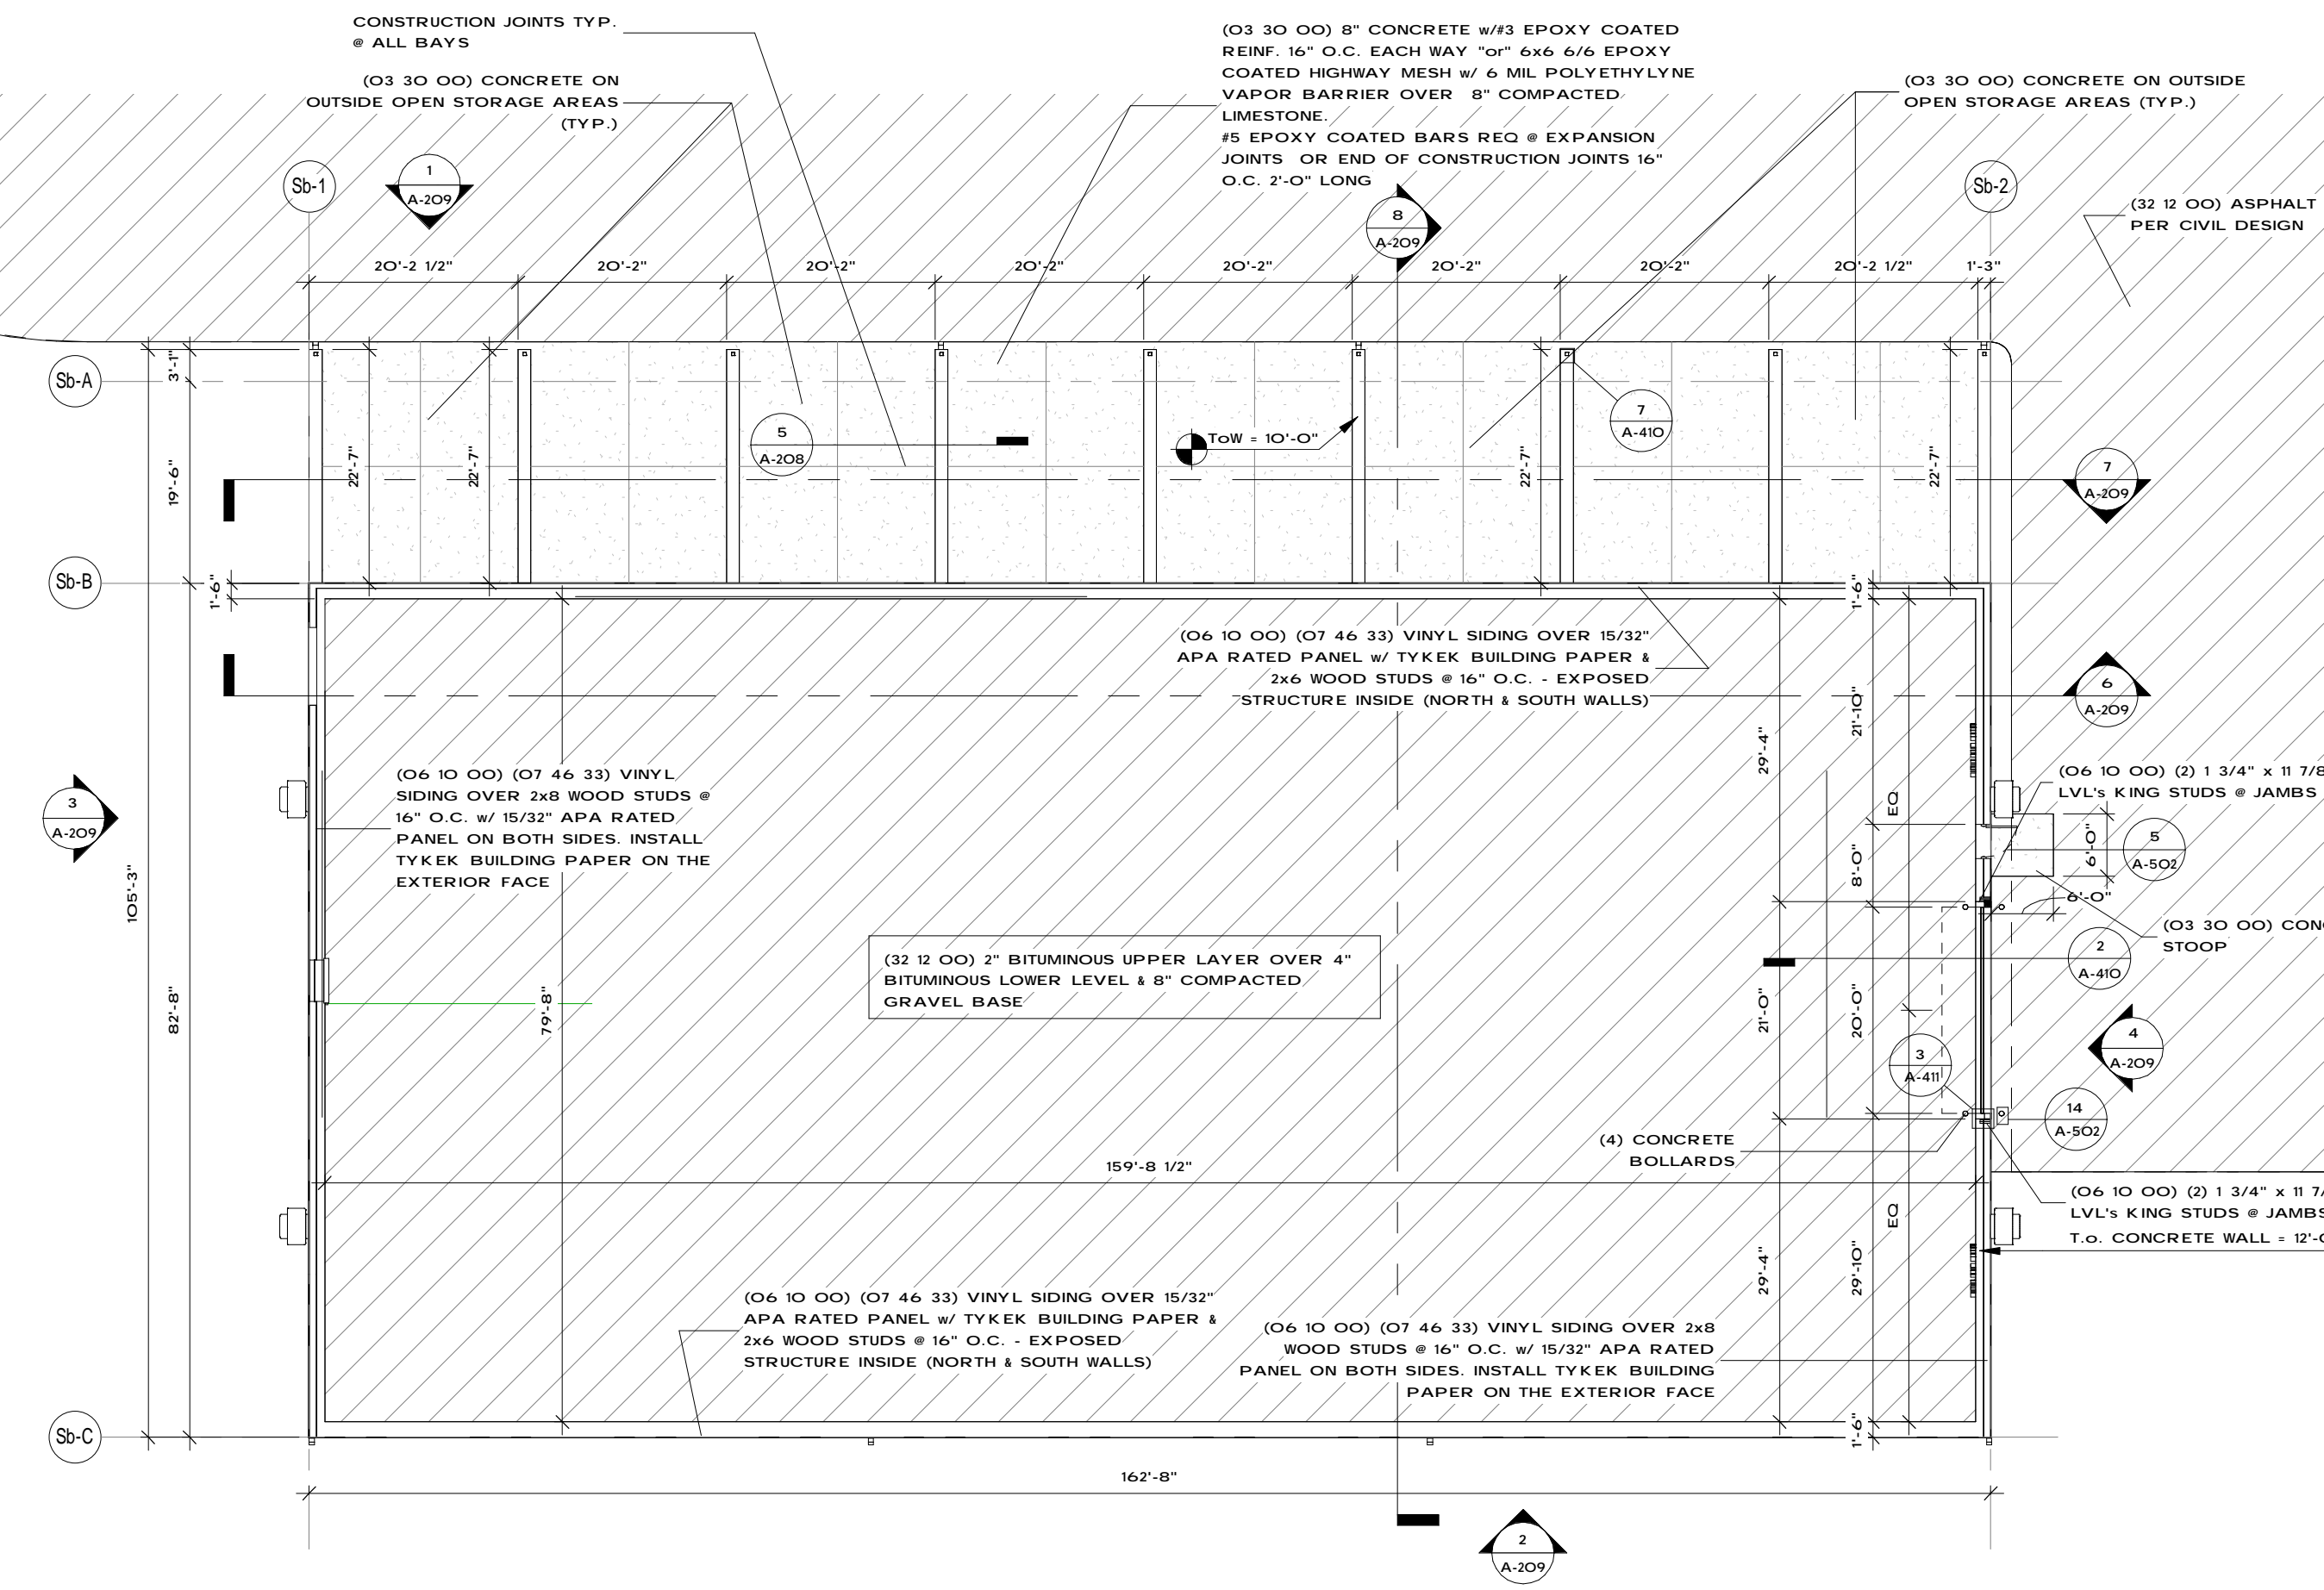 CONSTRUCTION JOINTS TYP.
@ ALL BAYS
(03 30 00) CONCRETE ON
OUTSIDE OPEN STORAGE AREAS
(TYP.)
(03 30 00) 8" CONCRETE w/#3 EPOXY COATED
REINF. 16" O.C. EACH WAY "or" 6x6 6/6 EPOXY
COATED HIGHWAY MESH w/ 6 MIL POLYETHYLYNE
VAPOR BARRIER OVER 8" COMPACTED
LIMESTONE.
#5 EPOXY COATED BARS REQ @ EXPANSION
JOINTS OR END OF CONSTRUCTION JOINTS 16"
O.C. 2'-0" LONG
(03 30 00) CONCRETE ON OUTSIDE
OPEN STORAGE AREAS (TYP.)
(32 12 00) ASPHALT
PER CIVIL DESIGN
Sb-1
1
A-209
8
A-209
Sb-2
20'-2 1/2"
20'-2"
20'-2"
20'-2"
20'-2"
20'-2"
20'-2"
20'-2 1/2"
1'-3"
Sb-A
3'-1"
19'-6"
22'-7"
22'-7"
5
A-208
ToW = 10'-0"
22'-7"
7
A-410
22'-7"
7
A-209
Sb-B
1'-6"
1'-6"
(06 10 00) (07 46 33) VINYL SIDING OVER 15/32"
APA RATED PANEL w/ TYKEK BUILDING PAPER &
2x6 WOOD STUDS @ 16" O.C. - EXPOSED
STRUCTURE INSIDE (NORTH & SOUTH WALLS)
6
A-209
21'-10"
29'-4"
EQ
(06 10 00) (07 46 33) VINYL
SIDING OVER 2x8 WOOD STUDS @
16" O.C. w/ 15/32" APA RATED
PANEL ON BOTH SIDES. INSTALL
TYKEK BUILDING PAPER ON THE
EXTERIOR FACE
3
A-209
(06 10 00) (2) 1 3/4" x 11 7/8
LVL's KING STUDS @ JAMBS
6'-0"
5
A-502
8'-0"
6'-0"
105'-3"
82'-8"
79'-8"
(32 12 00) 2" BITUMINOUS UPPER LAYER OVER 4"
BITUMINOUS LOWER LEVEL & 8" COMPACTED
GRAVEL BASE
(03 30 00)
STOOP
2
A-410
21'-0"
20'-0"
3
A-411
4
A-209
14
A-502
(4) CONCRETE
BOLLARDS
159'-8 1/2"
(06 10 00) (2) 1 3/4" x 11
LVL's KING STUDS @ JAMBS
T.o. CONCRETE WALL =
EQ
29'-4"
29'-10"
(06 10 00) (07 46 33) VINYL SIDING OVER 15/32"
APA RATED PANEL w/ TYKEK BUILDING PAPER &
2x6 WOOD STUDS @ 16" O.C. - EXPOSED
STRUCTURE INSIDE (NORTH & SOUTH WALLS)
(06 10 00) (07 46 33) VINYL SIDING OVER 2x8
WOOD STUDS @ 16" O.C. w/ 15/32" APA RATED
PANEL ON BOTH SIDES. INSTALL TYKEK BUILDING
PAPER ON THE EXTERIOR FACE
Sb-C
1'-6"
162'-8"
2
A-209